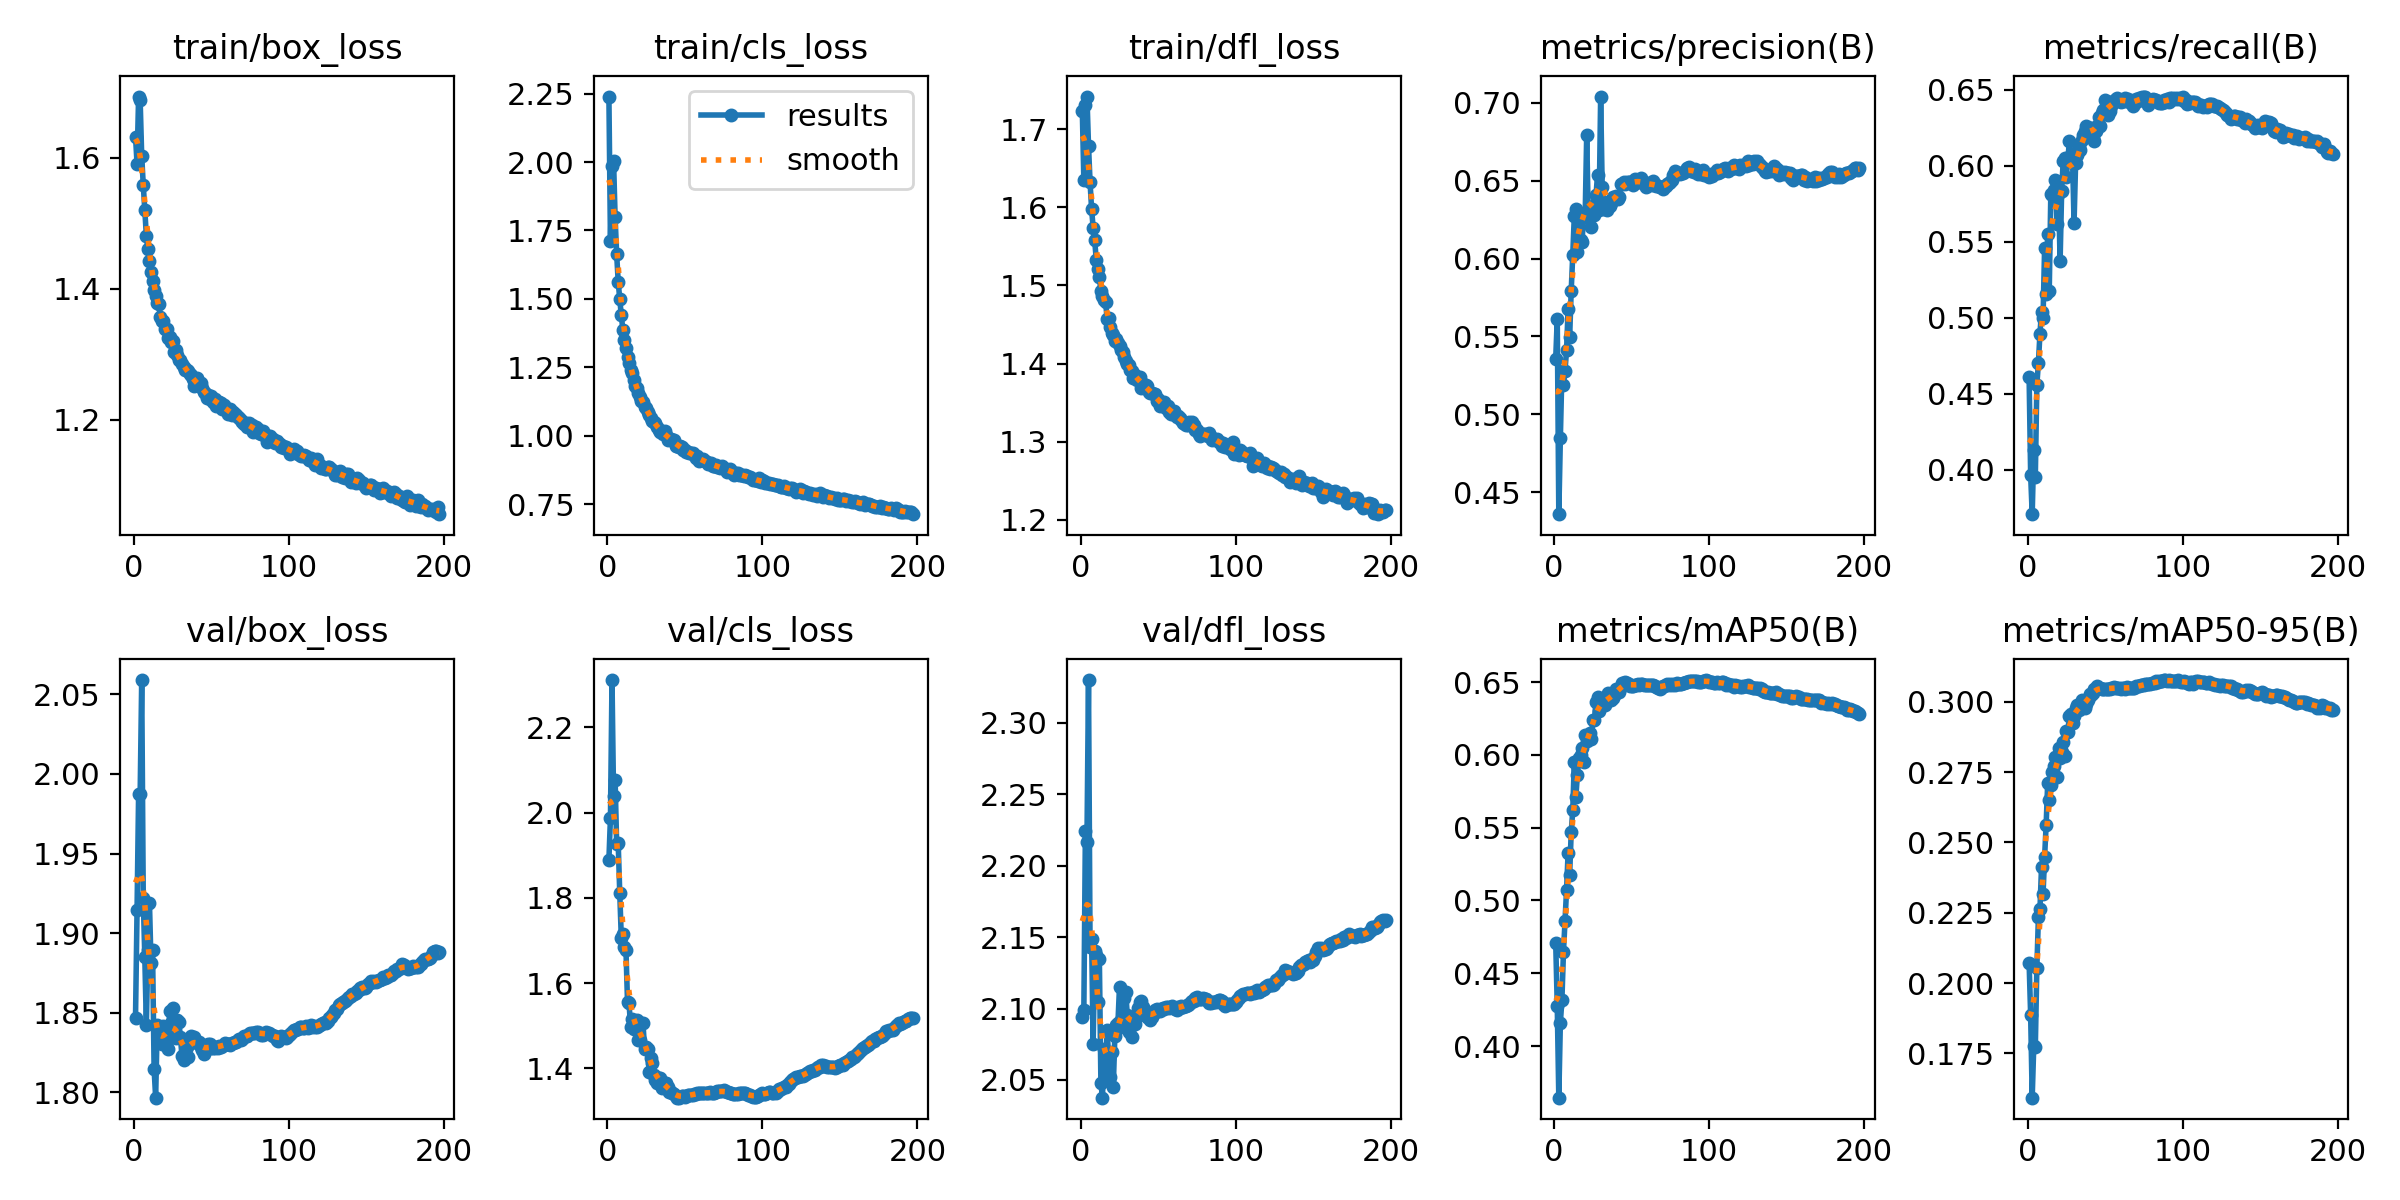 train/box_loss
1.6
1.4
1.2
0 100 200
train/cls_loss
results
smooth
2.25
2.00
1.75
1.50
1.25
1.00
0.75
0 100 200
train/dfl_loss
1.7
1.6
1.5
1.4
1.3
1.2
0 100 200
metrics/precision(B)
0.70
0.65
0.60
0.55
0.50
0.45
0 100 200
metrics/recall(B)
0.65
0.60
0.55
0.50
0.45
0.40
0 100 200
val/box_loss
2.05
2.00
1.95
1.90
1.85
1.80
0 100 200
val/cls_loss
2.2
2.0
1.8
1.6
1.4
0 100 200
val/dfl_loss
2.30
2.25
2.20
2.15
2.10
2.05
0 100 200
metrics/mAP50(B)
0.65
0.60
0.55
0.50
0.45
0.40
0 100 200
metrics/mAP50-95(B)
0.300
0.275
0.250
0.225
0.200
0.175
0 100 200